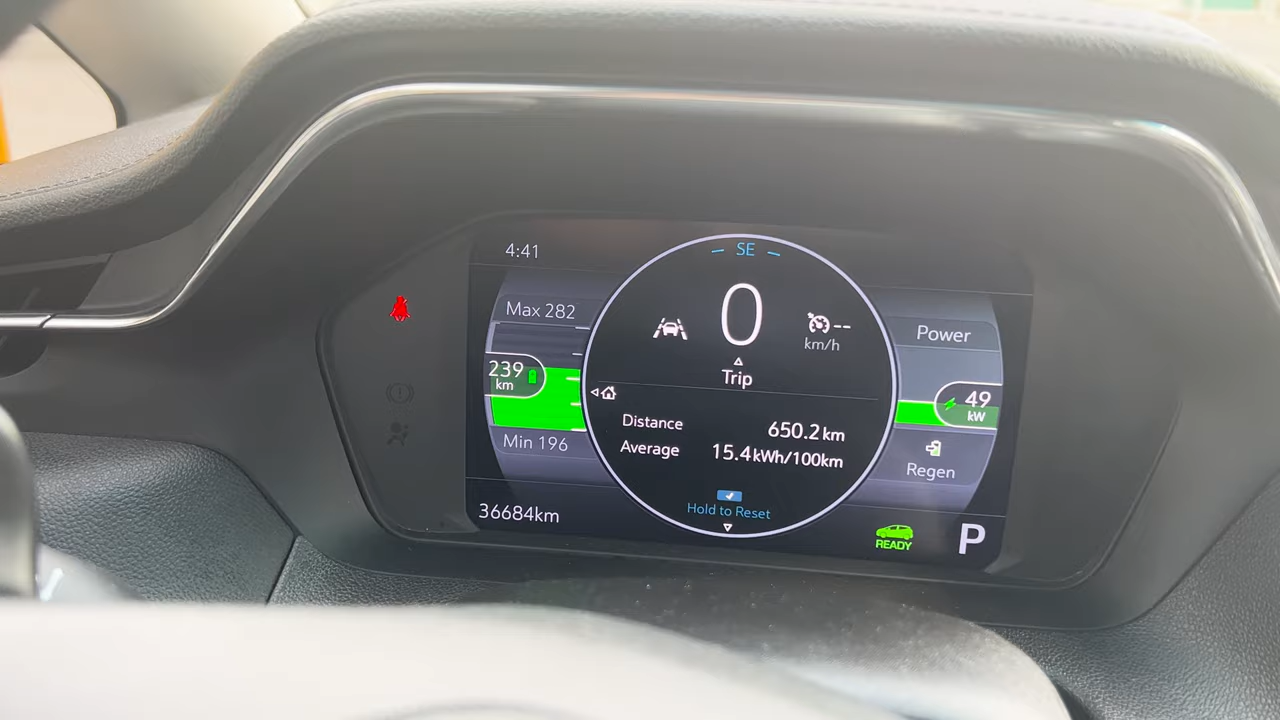 SE
4:41
Max 282
239
km
Min 196
0
--
km/h
Trip
Distance 650.2 km
Average 15.4 kWh/100km
Hold to Reset
Power
49
kW
Regen
36684km
READY
P